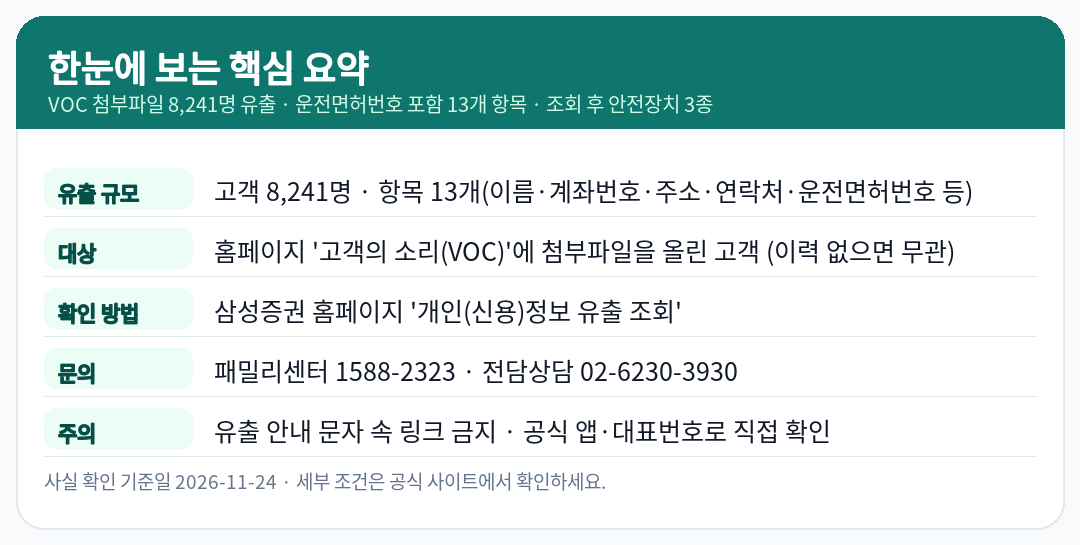 한눈에 보는 핵심 요약
VOC 첨부파일 8,241명 유출 · 운전면허번호 포함 13개 항목 · 조회 후 안전장치 3종
유출 규모 고객 8,241명 · 항목 13개(이름·계좌번호·주소·연락처·운전면허번호 등)
대상 홈페이지 '고객의 소리(VOC)'에 첨부파일을 올린 고객 (이력 없으면 무관)
확인 방법 삼성증권 홈페이지 '개인(신용)정보 유출 조회'
문의 패밀리센터 1588-2323 · 전담상담 02-6230-3930
주의 유출 안내 문자 속 링크 금지 · 공식 앱·대표번호로 직접 확인
사실 확인 기준일 2026-11-24 · 세부 조건은 공식 사이트에서 확인하세요.